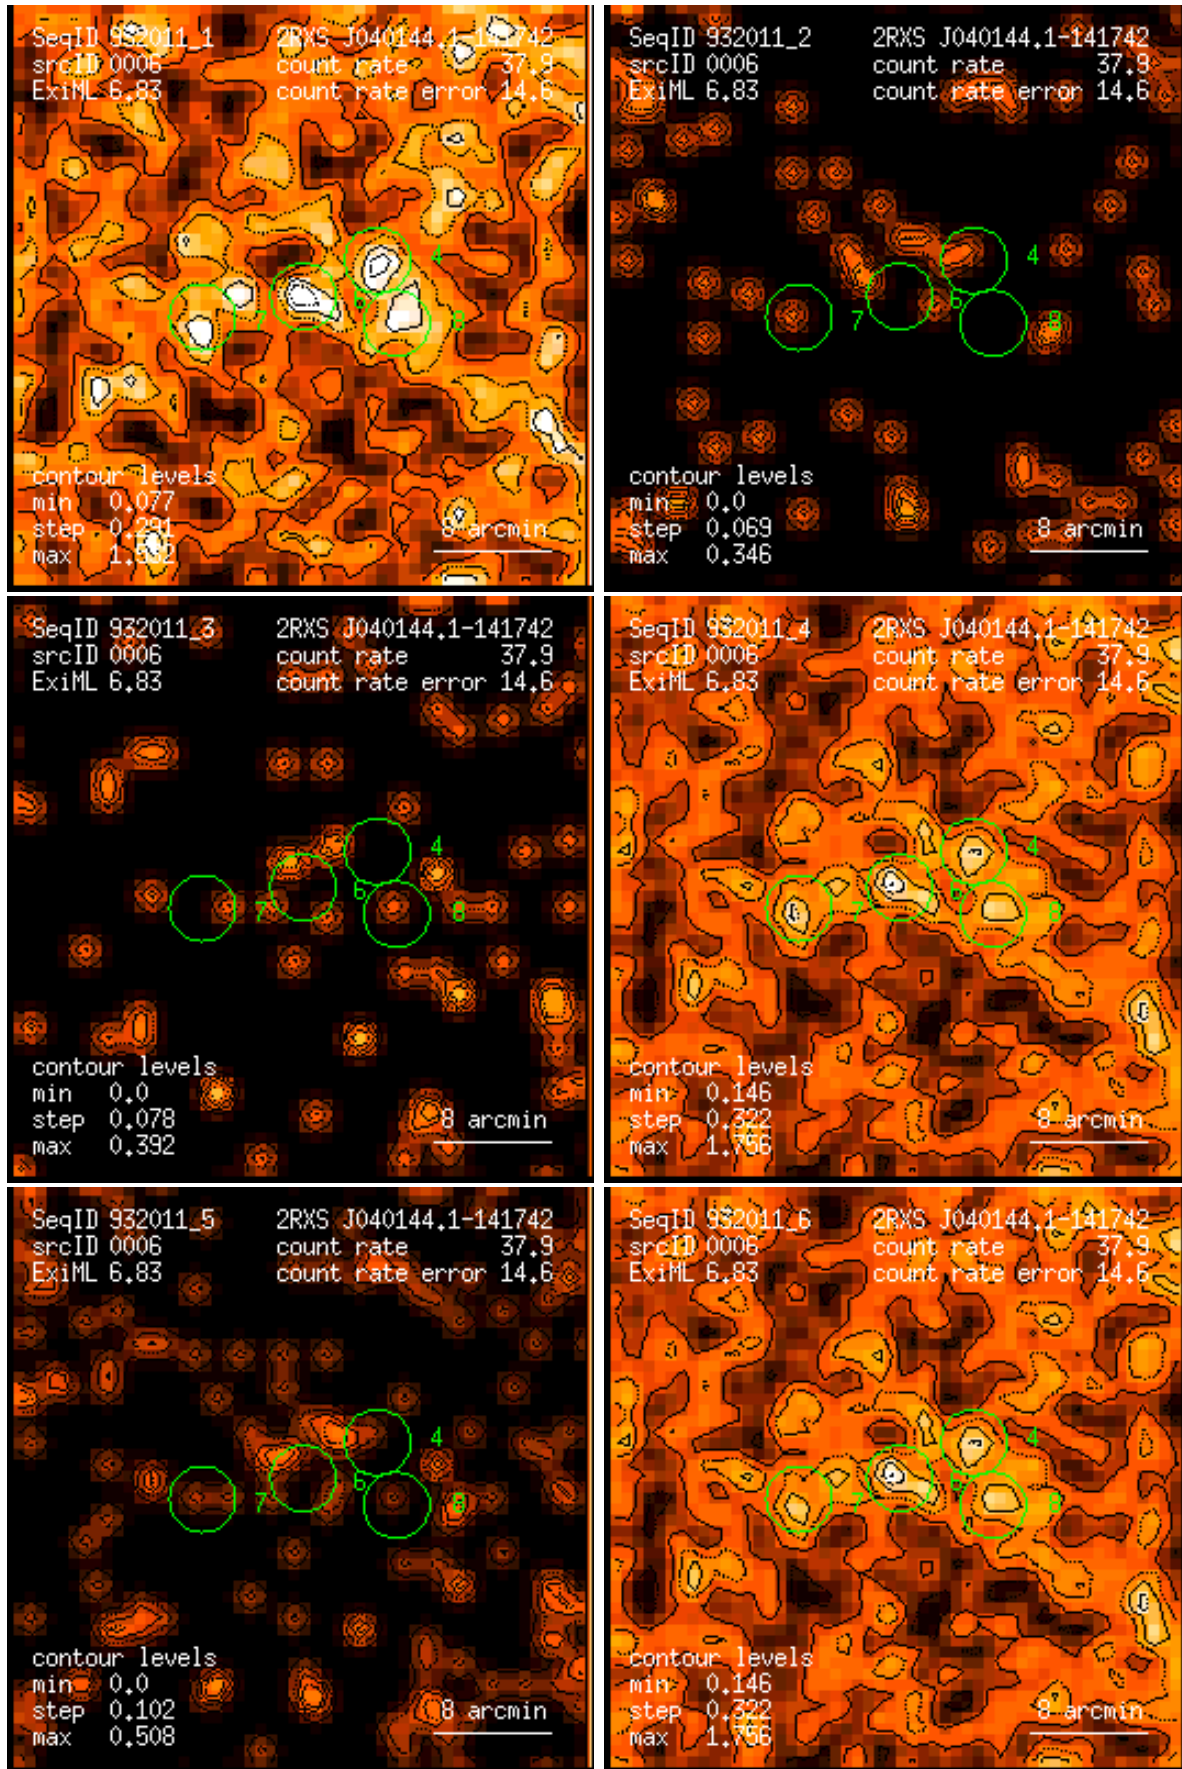 SeqID 932011_1 2RXS J040144.1-141742
srcID 0006 count rate 37.9
ExiML 6.83 count rate error 14.6
4
6
7 8
contour levels
min 0.077
step 0.291
8 arcmin
SeqID 932011_2 2RXS J040144.1-141742
srcID 0006 count rate 37.9
ExiML 6.83 count rate error 14.6
4
6
7 8
contour levels
min 0.0
step 0.069 8 arcmin
max 0.346
SeqID 932011_3 2RXS J040144.1-141742
srcID 0006 count rate 37.9
ExiML 6.83 count rate error 14.6
4
6
7 8
contour levels
min 0.0
step 0.078 8 arcmin
max 0.392
SeqID 932011_4 2RXS J040144.1-141742
srcID 0006 count rate 37.9
ExiML 6.83 count rate error 14.6
4
6
7 8
contour levels
min 0.146
step 0.322 8 arcmin
max 1.756
SeqID 932011_5 2RXS J040144.1-141742
srcID 0006 count rate 37.9
ExiML 6.83 count rate error 14.6
4
6
7 8
contour levels
min 0.0
step 0.102 8 arcmin
max 0.508
SeqID 932011_6 2RXS J040144.1-141742
srcID 0006 count rate 37.9
ExiML 6.83 count rate error 14.6
4
6
7 8
contour levels
min 0.146
step 0.322 8 arcmin
max 1.756